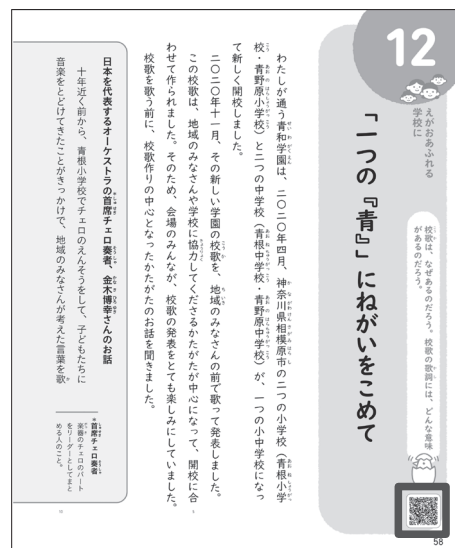 12
えがおあふれる
学校に
「一つの『青』」にねがいをこめて
校歌は、なぜあるのだろう。校歌の歌詞には、どんな意味
があるのだろう。
わたしが通う青和学園は、二〇二〇年四月、神奈川県相模原市の二つの小学校(青根小学
校・青野原小学校)と二つの中学校(青根中学校・青野原中学校)が、一つの小中学校になっ
て新しく開校しました。
二〇二〇年十一月、その新しい学園の校歌を、地域のみなさんの前で歌って発表しました。
この校歌は、地域のみなさんや学校に協力してくださるかたがたが中心になって、開校に合
わせて作られました。そのため、会場のみんなが、校歌の発表をとても楽しみにしていました。
校歌を歌う前に、校歌作りの中心となったかたがたのお話を聞きました。
日本を代表するオーケストラの首席チェロ奏者、金木博幸さんのお話
十年近く前から、青根小学校でチェロのえんそうをして、子どもたちに
音楽をとどけてきたことがきっかけで、地域のみなさんが考えた言葉を歌
*首席チェロ奏者
楽器のチェロのパート
をリーダーとしてまと
める人のこと。
58